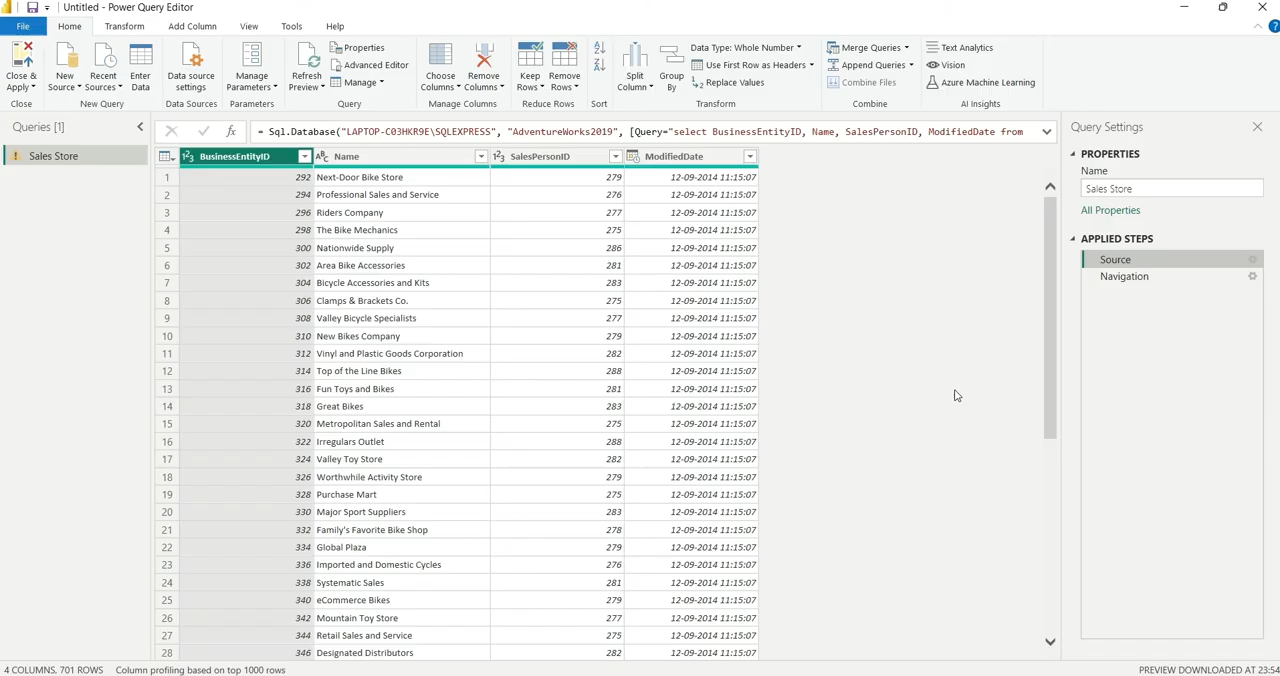 Untitled - Power Query Editor
File Home Transform Add Column View Tools Help
Close & Apply New Source Recent Sources Enter Data Data source settings Manage Parameters Refresh Preview Properties Advanced Editor Manage Choose Columns Remove Columns Keep Rows Remove Rows Split Column Group By Data Type: Whole Number Use First Row as Headers Replace Values Merge Queries Append Queries Combine Files Text Analytics Vision Azure Machine Learning
Close New Query Data Sources Parameters Query Manage Columns Reduce Rows Sort Transform Combine AI Insights
Queries [1]
Sales Store
= Sql.Database("LAPTOP-C03HKR9E\SQLEXPRESS", "AdventureWorks2019", [Query="select BusinessEntityID, Name, SalesPersonID, ModifiedDate from
BusinessEntityID Name SalesPersonID ModifiedDate
1 292 Next-Door Bike Store 279 12-09-2014 11:15:07
2 294 Professional Sales and Service 276 12-09-2014 11:15:07
3 296 Riders Company 277 12-09-2014 11:15:07
4 298 The Bike Mechanics 275 12-09-2014 11:15:07
5 300 Nationwide Supply 286 12-09-2014 11:15:07
6 302 Area Bike Accessories 281 12-09-2014 11:15:07
7 304 Bicycle Accessories and Kits 283 12-09-2014 11:15:07
8 306 Clamps & Brackets Co. 275 12-09-2014 11:15:07
9 308 Valley Bicycle Specialists 277 12-09-2014 11:15:07
10 310 New Bikes Company 279 12-09-2014 11:15:07
11 312 Vinyl and Plastic Goods Corporation 282 12-09-2014 11:15:07
12 314 Top of the Line Bikes 288 12-09-2014 11:15:07
13 316 Fun Toys and Bikes 281 12-09-2014 11:15:07
14 318 Great Bikes 283 12-09-2014 11:15:07
15 320 Metropolitan Sales and Rental 275 12-09-2014 11:15:07
16 322 Irregulars Outlet 288 12-09-2014 11:15:07
17 324 Valley Toy Store 282 12-09-2014 11:15:07
18 326 Worthwhile Activity Store 279 12-09-2014 11:15:07
19 328 Purchase Mart 275 12-09-2014 11:15:07
20 330 Major Sport Suppliers 283 12-09-2014 11:15:07
21 332 Family's Favorite Bike Shop 278 12-09-2014 11:15:07
22 334 Global Plaza 279 12-09-2014 11:15:07
23 336 Imported and Domestic Cycles 276 12-09-2014 11:15:07
24 338 Systematic Sales 281 12-09-2014 11:15:07
25 340 eCommerce Bikes 279 12-09-2014 11:15:07
26 342 Mountain Toy Store 277 12-09-2014 11:15:07
27 344 Retail Sales and Service 275 12-09-2014 11:15:07
28 346 Designated Distributors 282 12-09-2014 11:15:07
Query Settings
PROPERTIES
Name
Sales Store
All Properties
APPLIED STEPS
Source
Navigation
4 COLUMNS, 701 ROWS Column profiling based on top 1000 rows PREVIEW DOWNLOADED AT 23:54